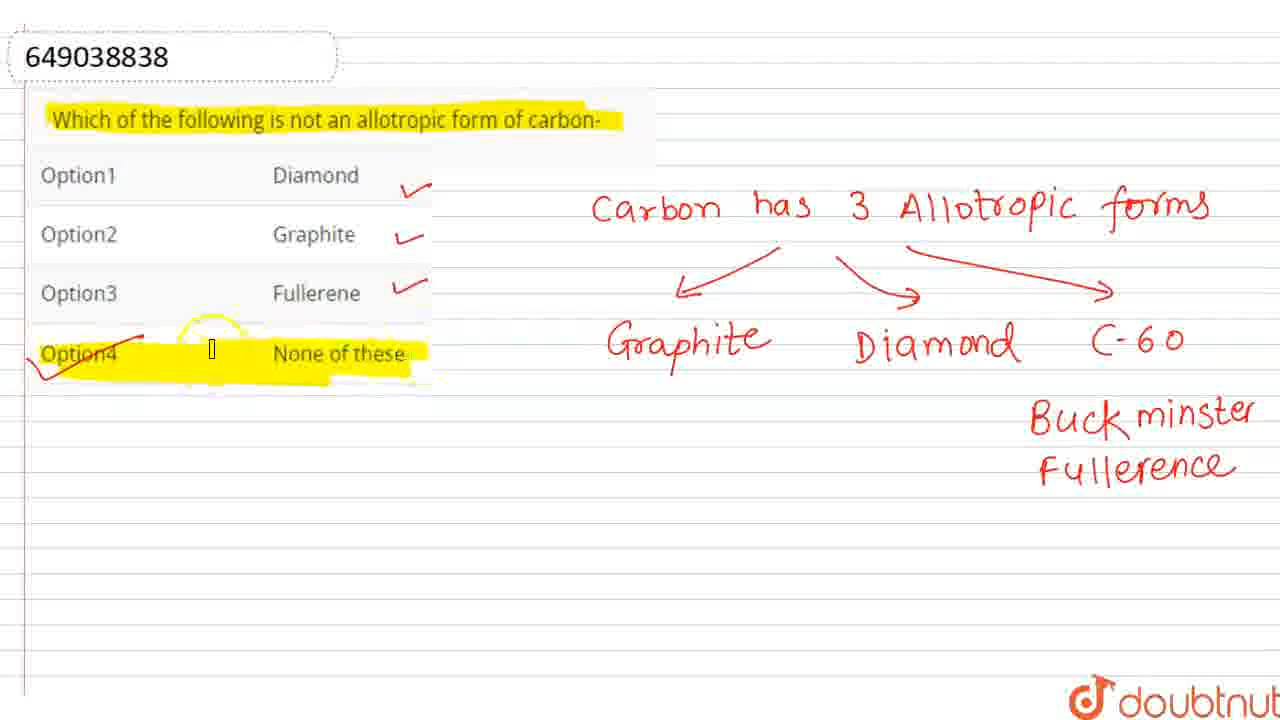 649038838
Which of the following is not an allotropic form of carbon-
Option1 Diamond
Option2 Graphite
Option3 Fullerene
Option4 None of these
Carbon has 3 Allotropic forms
Graphite Diamond C-60
Buckminster
Fullerence
doubtnut